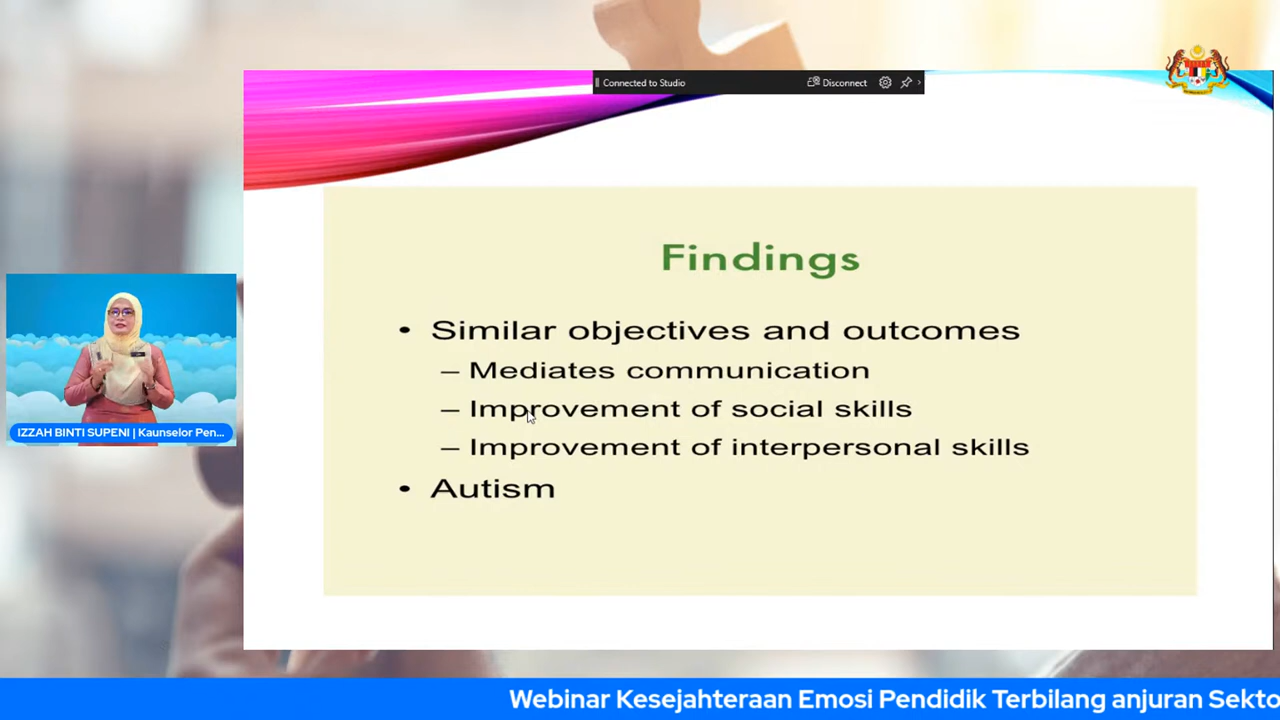 Connected to Studio
Disconnect
Findings
• Similar objectives and outcomes
– Mediates communication
– Improvement of social skills
– Improvement of interpersonal skills
• Autism
IZZAH BINTI SUPENI | Kaunselor Pen...
Webinar Kesejahteraan Emosi Pendidik Terbilang anjuran Sekto